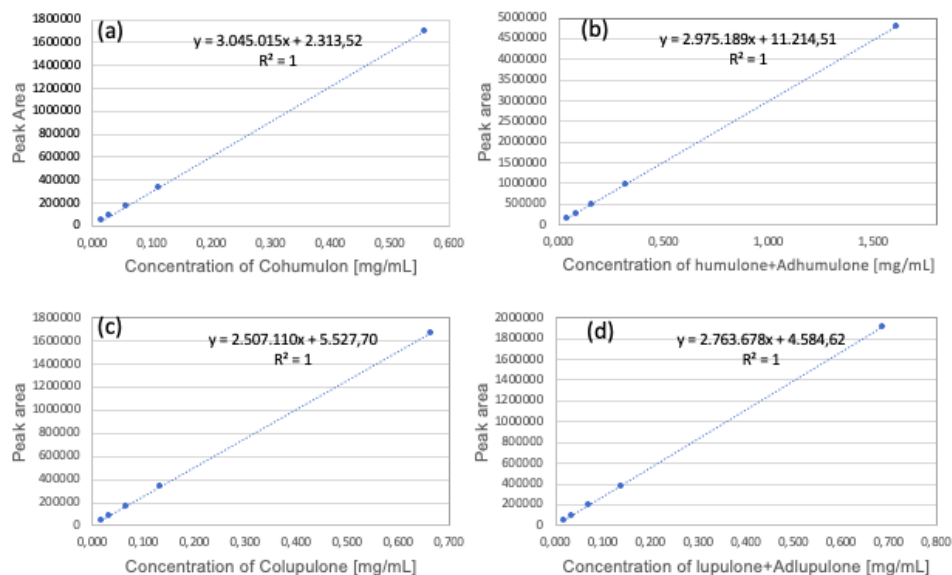 (a)
y = 3.045.015x + 2.313,52
R² = 1
Peak Area
1800000
1600000
1400000
1200000
1000000
800000
600000
400000
200000
0
0,000 0,100 0,200 0,300 0,400 0,500 0,600
Concentration of Cohumulon [mg/mL]
(b)
y = 2.975.189x + 11.214,51
R² = 1
Peak area
5000000
4500000
4000000
3500000
3000000
2500000
2000000
1500000
1000000
500000
0
0,000 0,500 1,000 1,500
Concentration of humulone+Adhumulone [mg/mL]
(c)
y = 2.507.110x + 5.527,70
R² = 1
Peak area
1800000
1600000
1400000
1200000
1000000
800000
600000
400000
200000
0
0,000 0,100 0,200 0,300 0,400 0,500 0,600 0,700
Concentration of Colupulone [mg/mL]
(d)
y = 2.763.678x + 4.584,62
R² = 1
Peak area
2000000
1800000
1600000
1400000
1200000
1000000
800000
600000
400000
200000
0
0,000 0,100 0,200 0,300 0,400 0,500 0,600 0,700 0,800
Concentration of lupulone+Adlupulone [mg/mL]